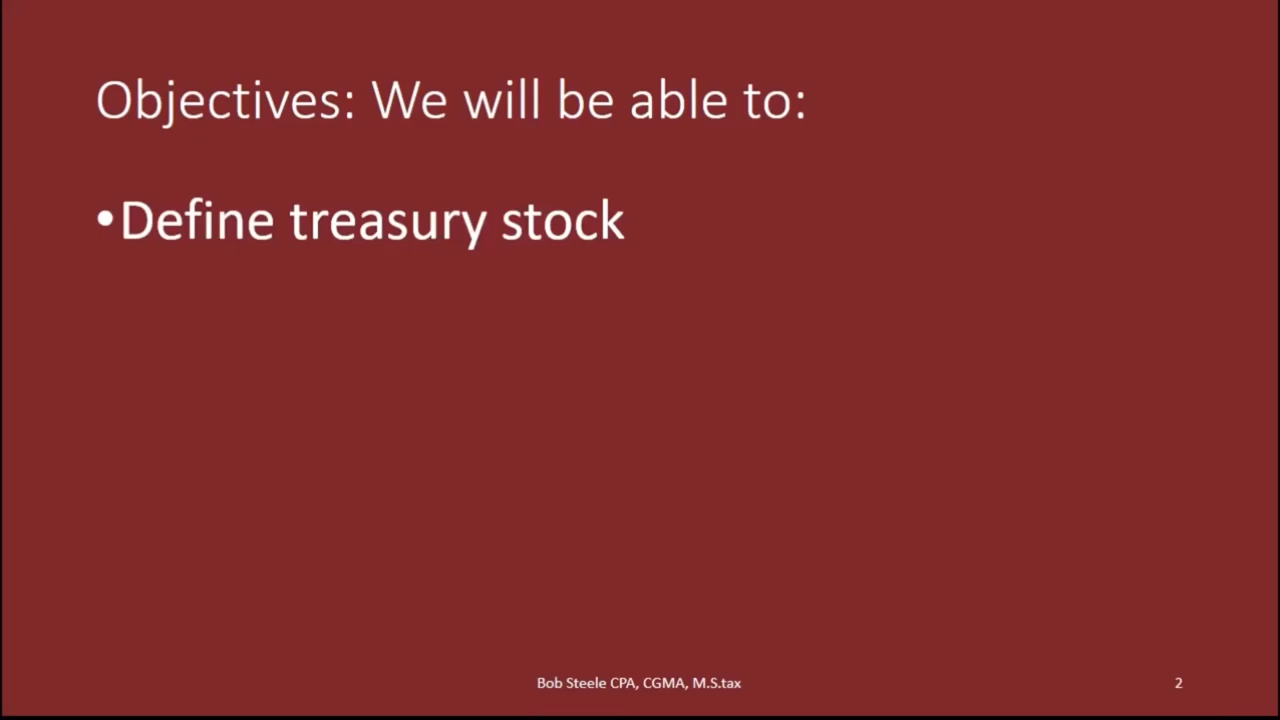 Objectives: We will be able to:
•Define treasury stock
Bob Steele CPA, CGMA, M.S.tax
2